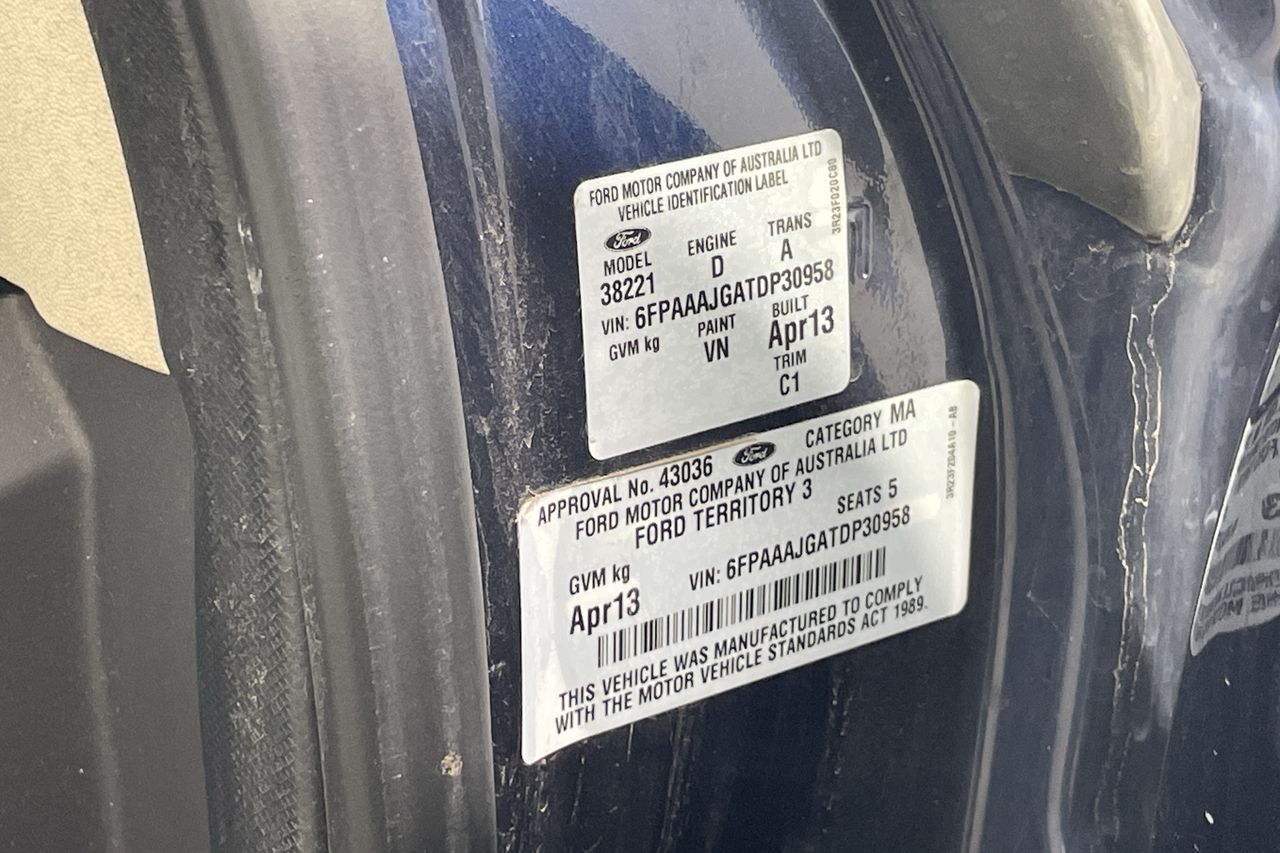 FORD MOTOR COMPANY OF AUSTRALIA LTD
VEHICLE IDENTIFICATION LABEL
Ford
MODEL ENGINE TRANS
38221 D A
VIN: 6FPAAAJGATDP30958
GVM kg PAINT BUILT
VN Apr13
TRIM
C1
3R23F020C80
APPROVAL No. 43036 Ford CATEGORY MA
FORD MOTOR COMPANY OF AUSTRALIA LTD
FORD TERRITORY 3 SEATS 5
GVM kg VIN: 6FPAAAJGATDP30958
Apr13
THIS VEHICLE WAS MANUFACTURED TO COMPLY
WITH THE MOTOR VEHICLE STANDARDS ACT 1989.